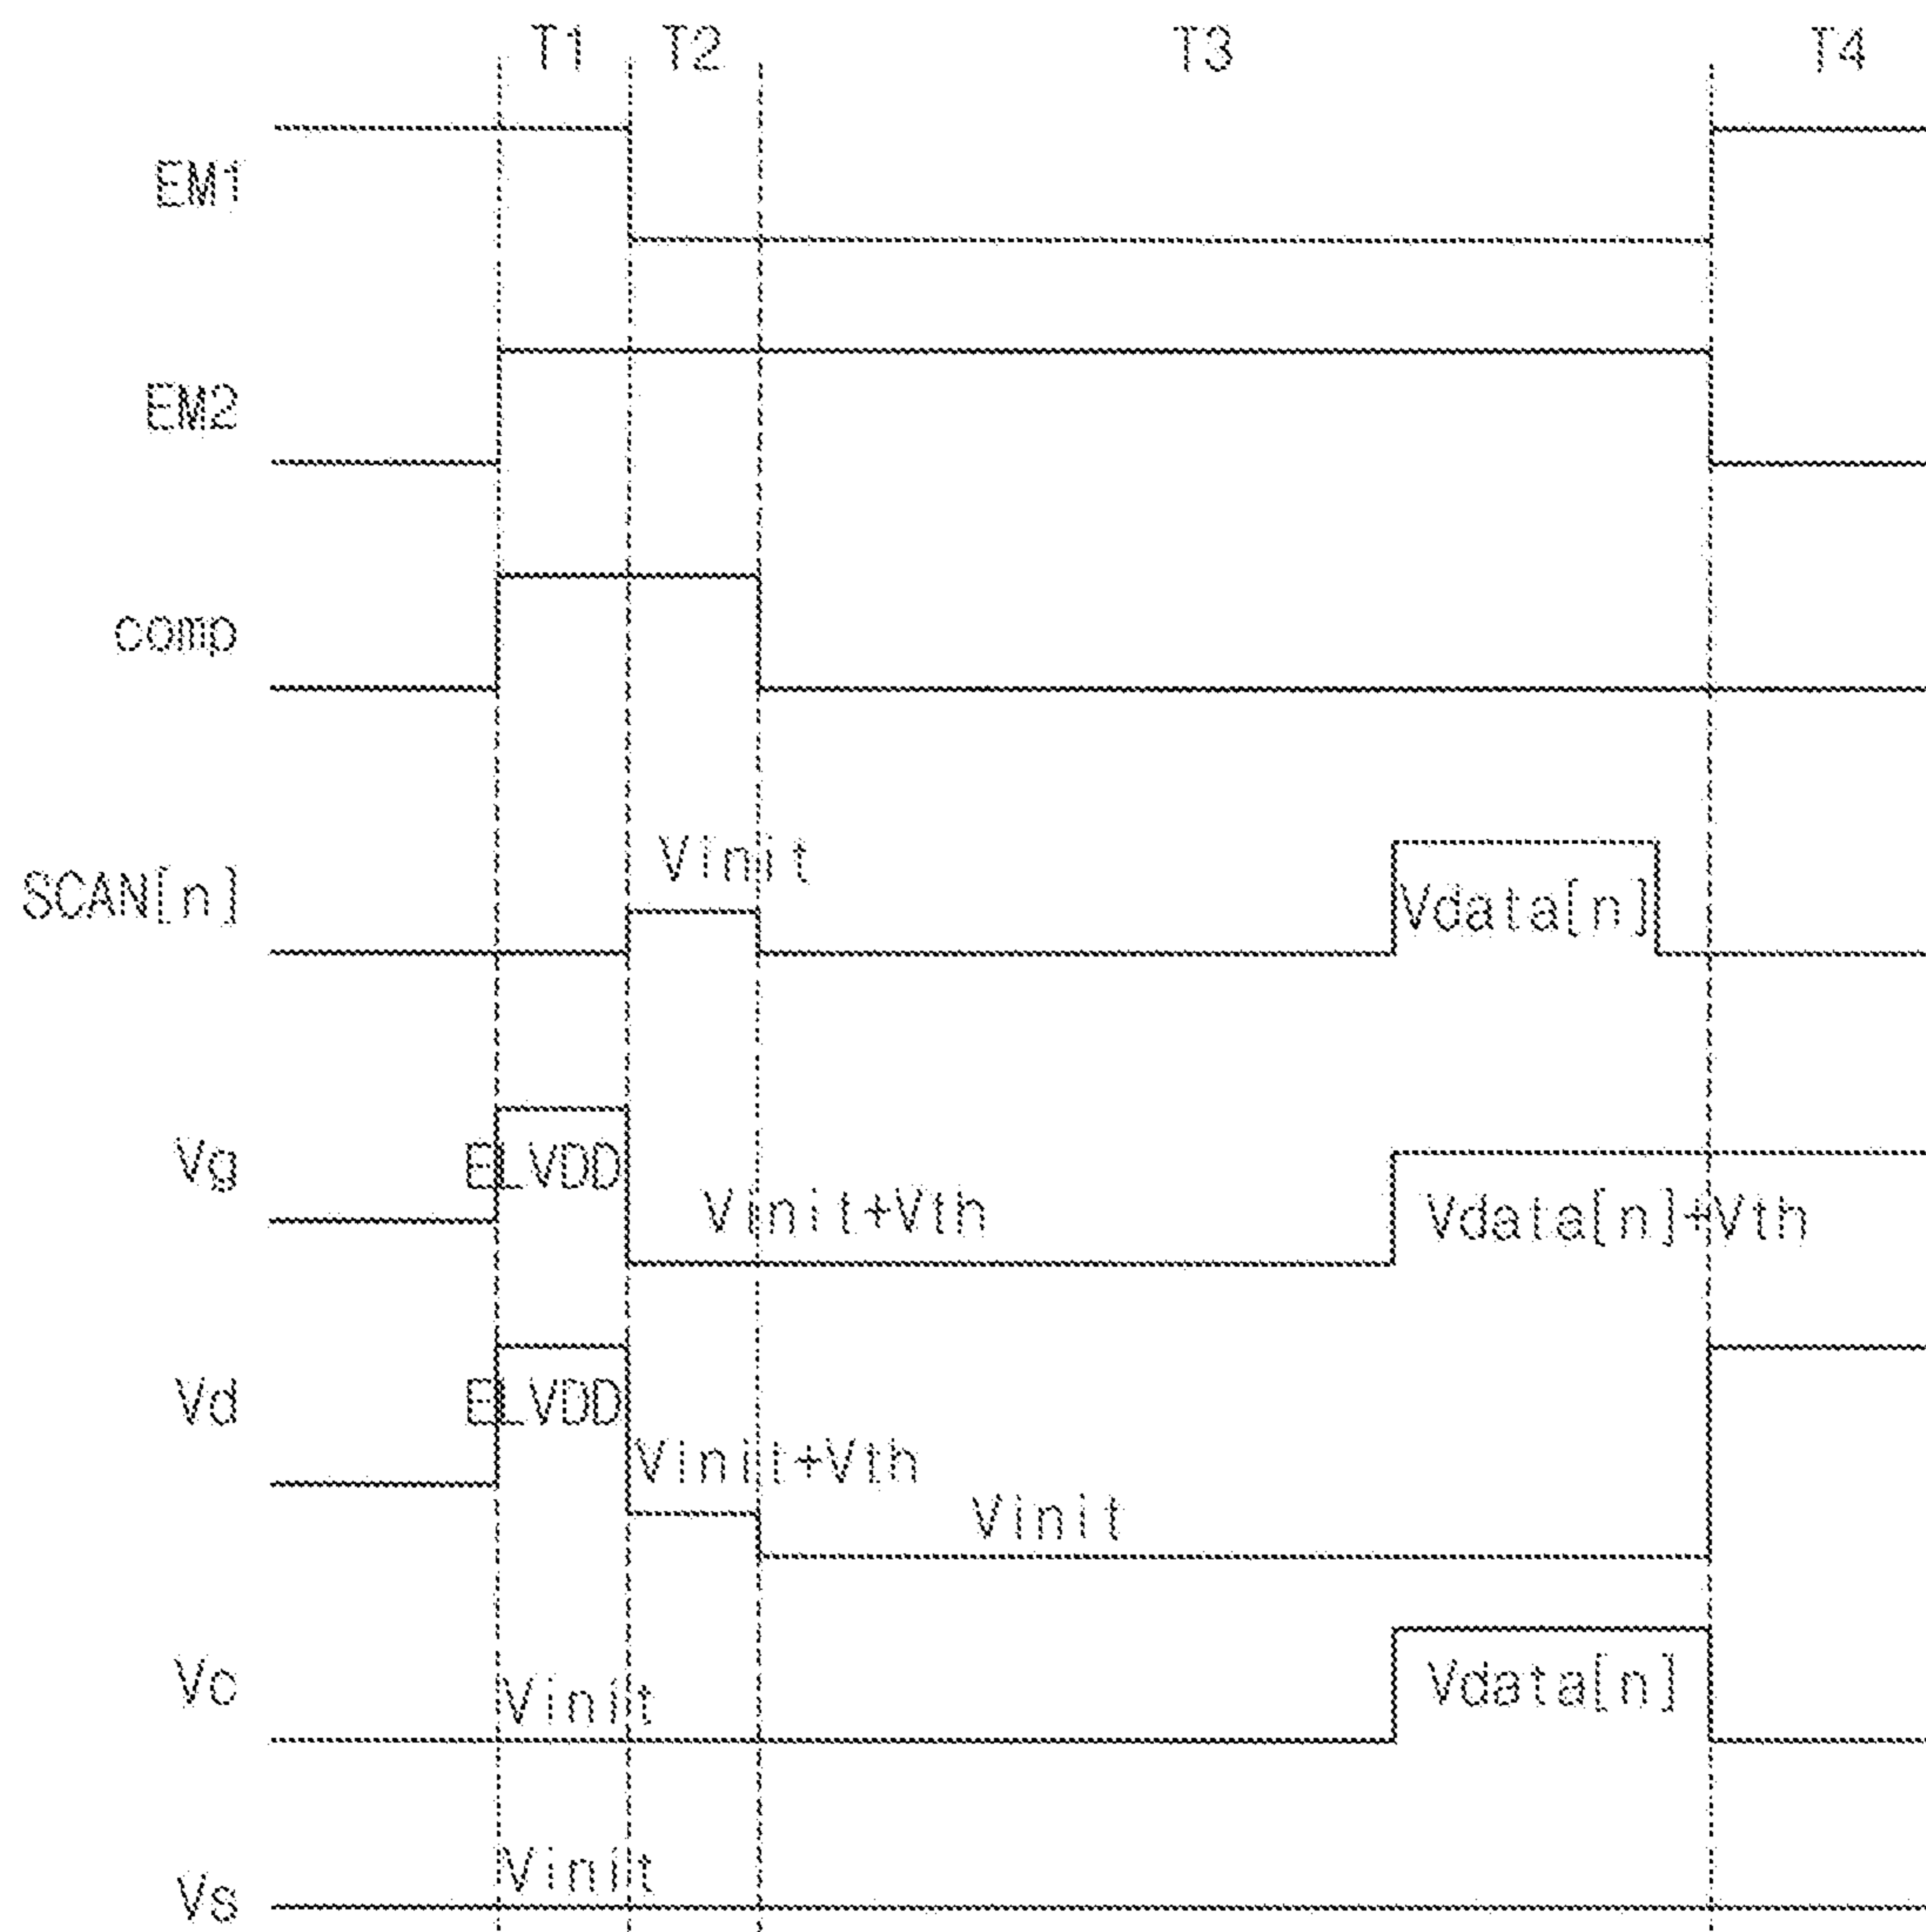 T1 T2 T3 T4
EM1
EM2
comp
Vinit
SCAN[n] Vdata[n]
Vg ELVDD Vinit+Vth Vdata[n]+Vth
Vd ELVDD
Vinit+Vth
Vinit
Vc Vinit Vdata[n]
Vs Vinit